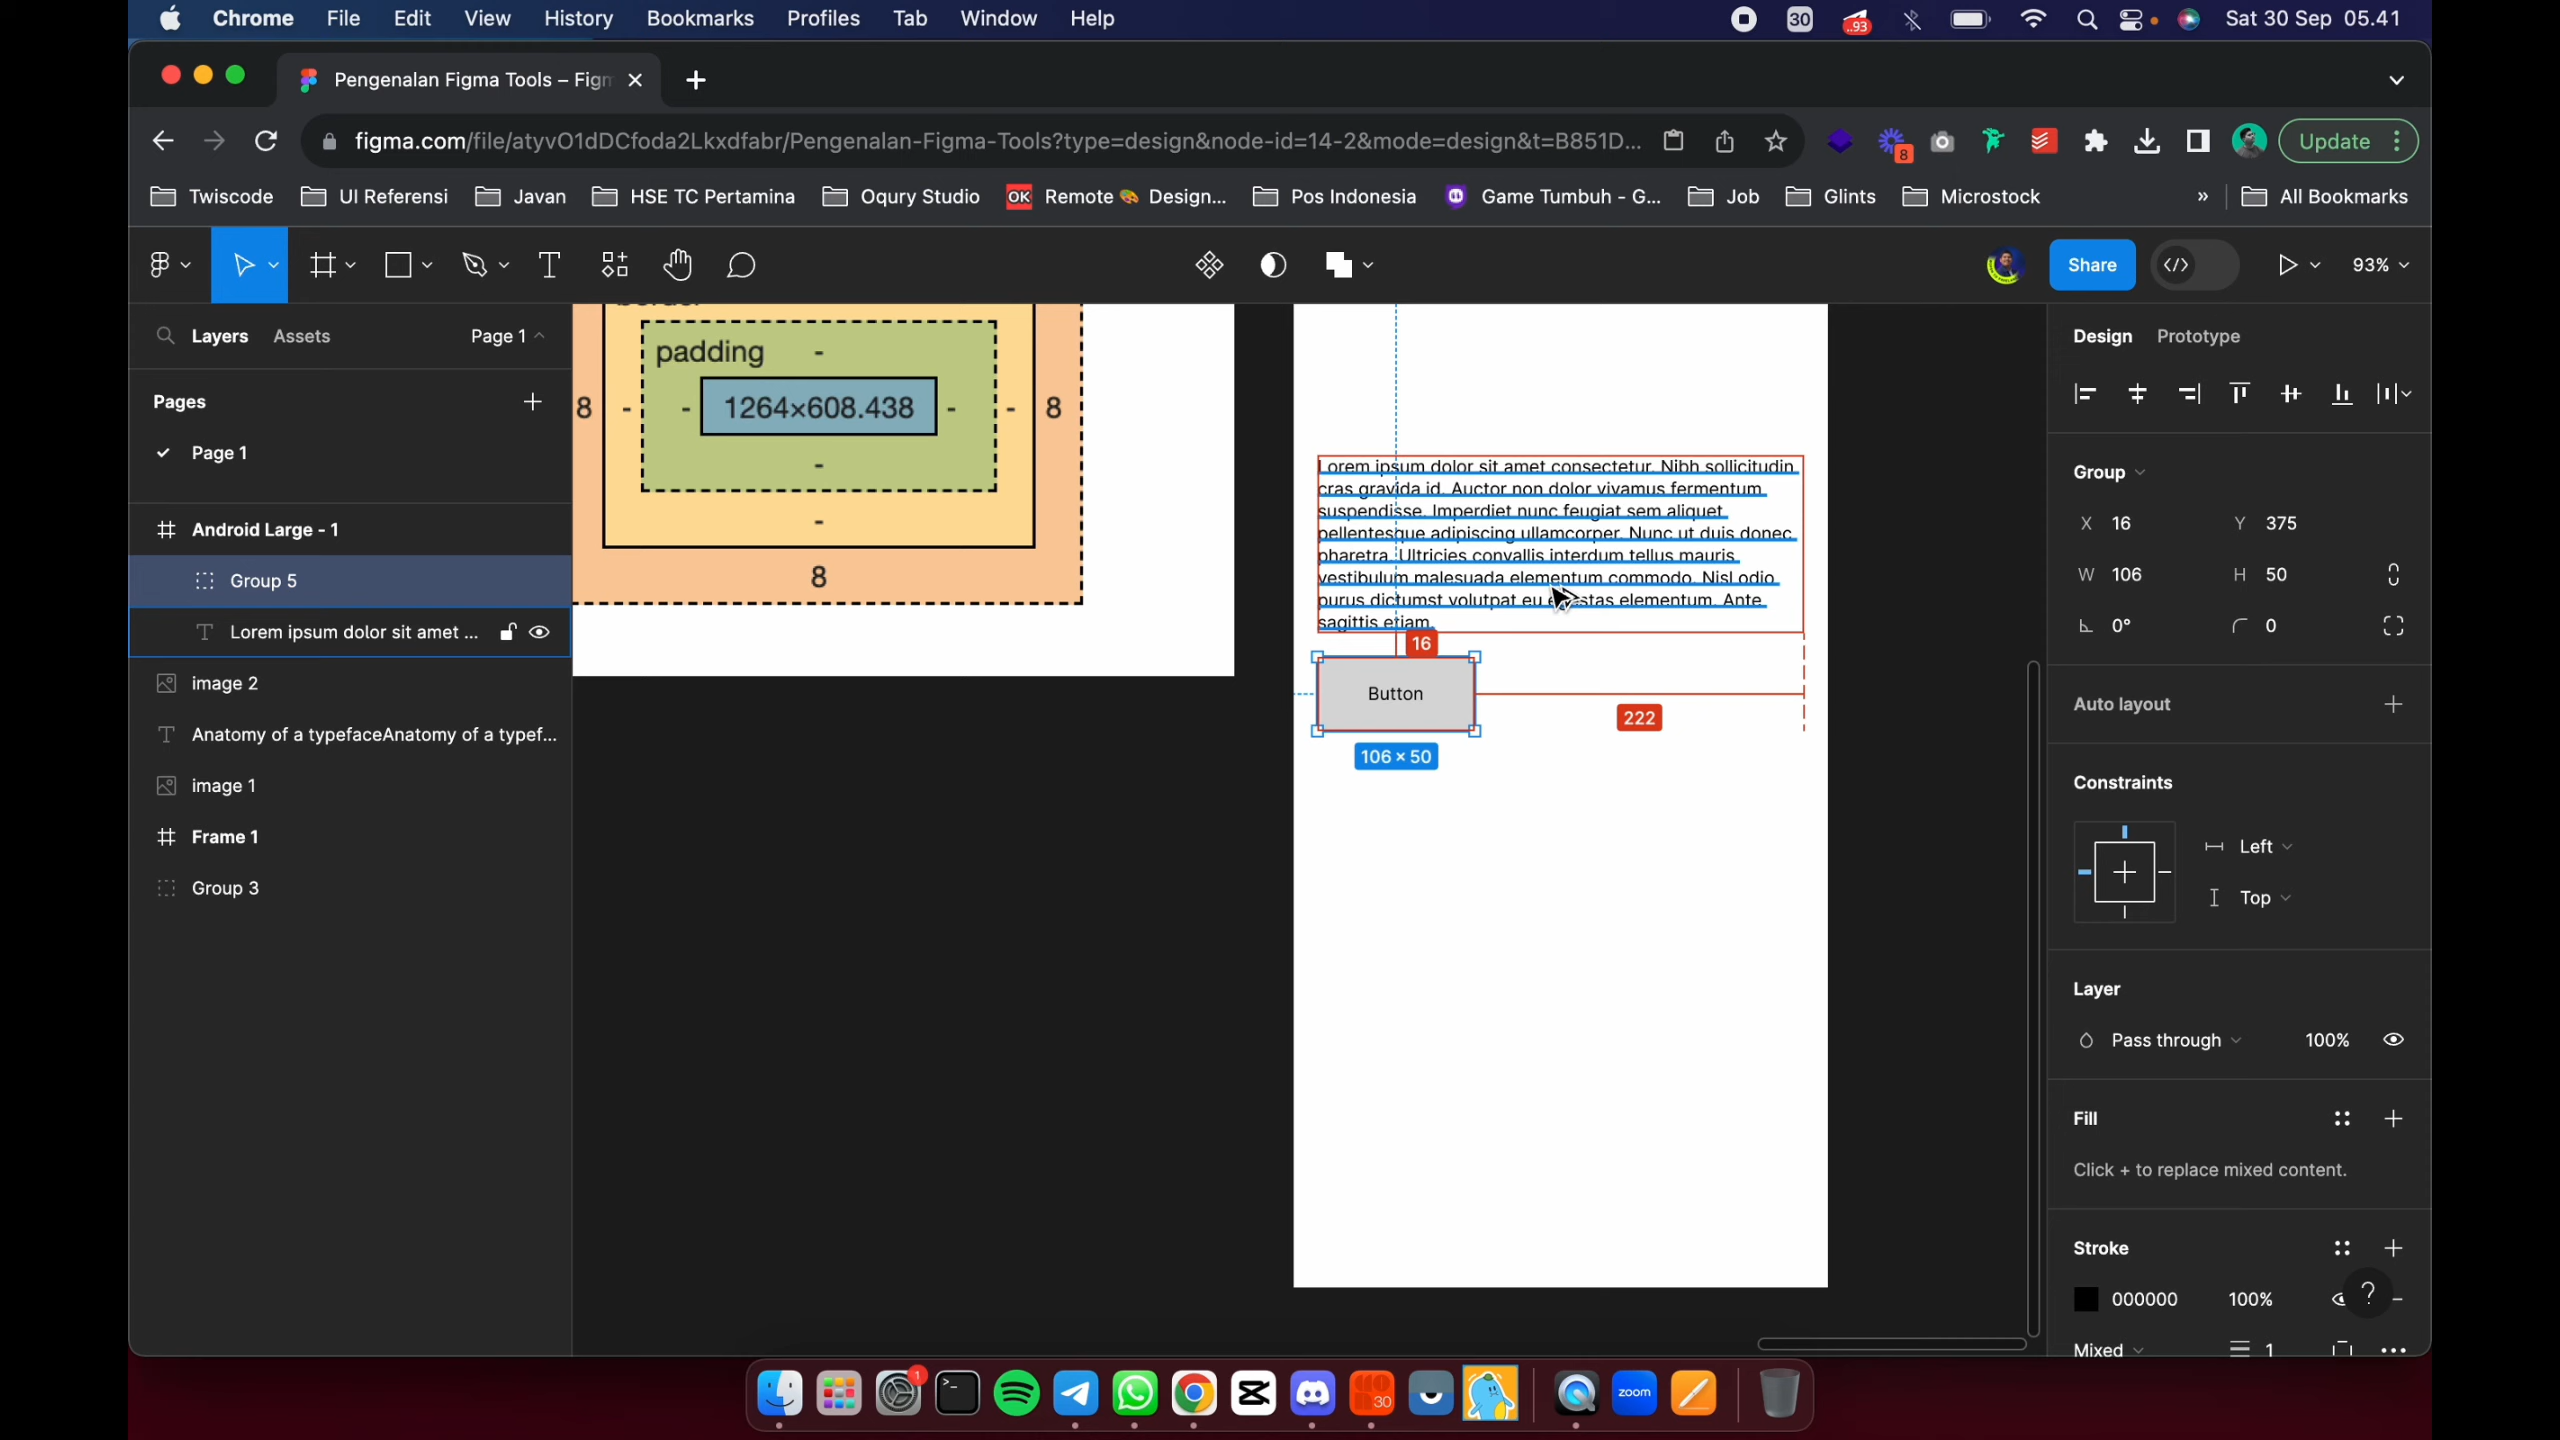 Chrome File Edit View History Bookmarks Profiles Tab Window Help
30
93
Sat 30 Sep 05.41
Pengenalan Figma Tools – Figm
figma.com/file/atyvO1dDCfoda2Lkxdfabr/Pengenalan-Figma-Tools?type=design&node-id=14-2&mode=design&t=B851D...
8
Update
Twiscode UI Referensi Javan HSE TC Pertamina Oqury Studio OK Remote 🎨 Design... Pos Indonesia Game Tumbuh - G... Job Glints Microstock » All Bookmarks
Share
93%
Layers Assets Page 1
Pages
Page 1
Android Large - 1
Group 5
Lorem ipsum dolor sit amet ...
image 2
Anatomy of a typefaceAnatomy of a typef...
image 1
Frame 1
Group 3
padding -
8 - - 1264×608.438 - - 8
-
-
8
Lorem ipsum dolor sit amet consectetur. Nibh sollicitudin
cras gravida id. Auctor non dolor vivamus fermentum
suspendisse. Imperdiet nunc feugiat sem aliquet
pellentesque adipiscing ullamcorper. Nunc ut duis donec
pharetra. Ultricies convallis interdum tellus mauris
vestibulum malesuada elementum commodo. Nisl odio
purus dictumst volutpat eu elementum. Ante
sagittis etiam.
16
Button
222
106 × 50
Design Prototype
Group
X 16 Y 375
W 106 H 50
0° 0
Auto layout
Constraints
Left
Top
Layer
Pass through 100%
Fill
Click + to replace mixed content.
Stroke
000000 100%
?
Mixed 1
1
30
zoom